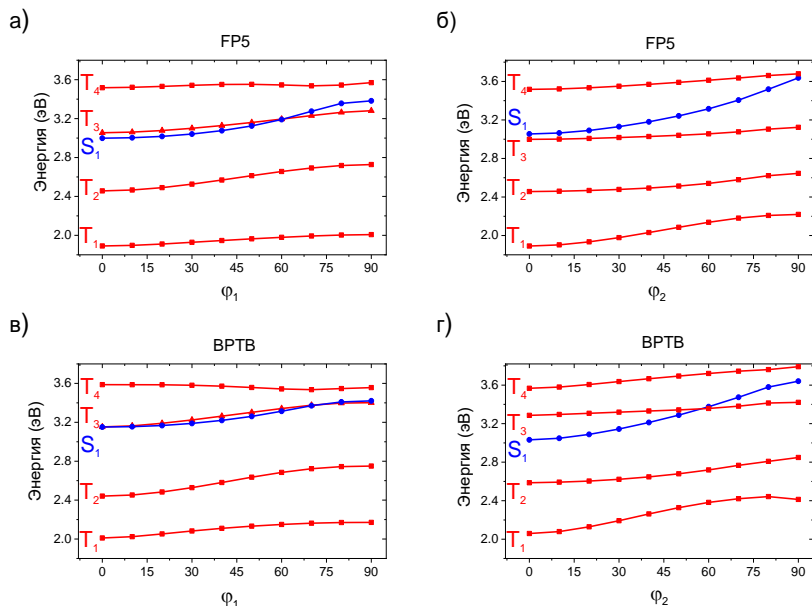 а)
FP5
Энергия (эВ)
3.6
3.2
2.8
2.4
2.0
T4
T3
S1
T2
T1
0 15 30 45 60 75 90
φ1
б)
FP5
Энергия (эВ)
3.6
3.2
2.8
2.4
2.0
T4
S1
T3
T2
T1
0 15 30 45 60 75 90
φ2
в)
BPTB
Энергия (эВ)
3.6
3.2
2.8
2.4
2.0
T4
T3
S1
T2
T1
0 15 30 45 60 75 90
φ1
г)
BPTB
Энергия (эВ)
3.6
3.2
2.8
2.4
2.0
T4
T3
S1
T2
T1
0 15 30 45 60 75 90
φ2